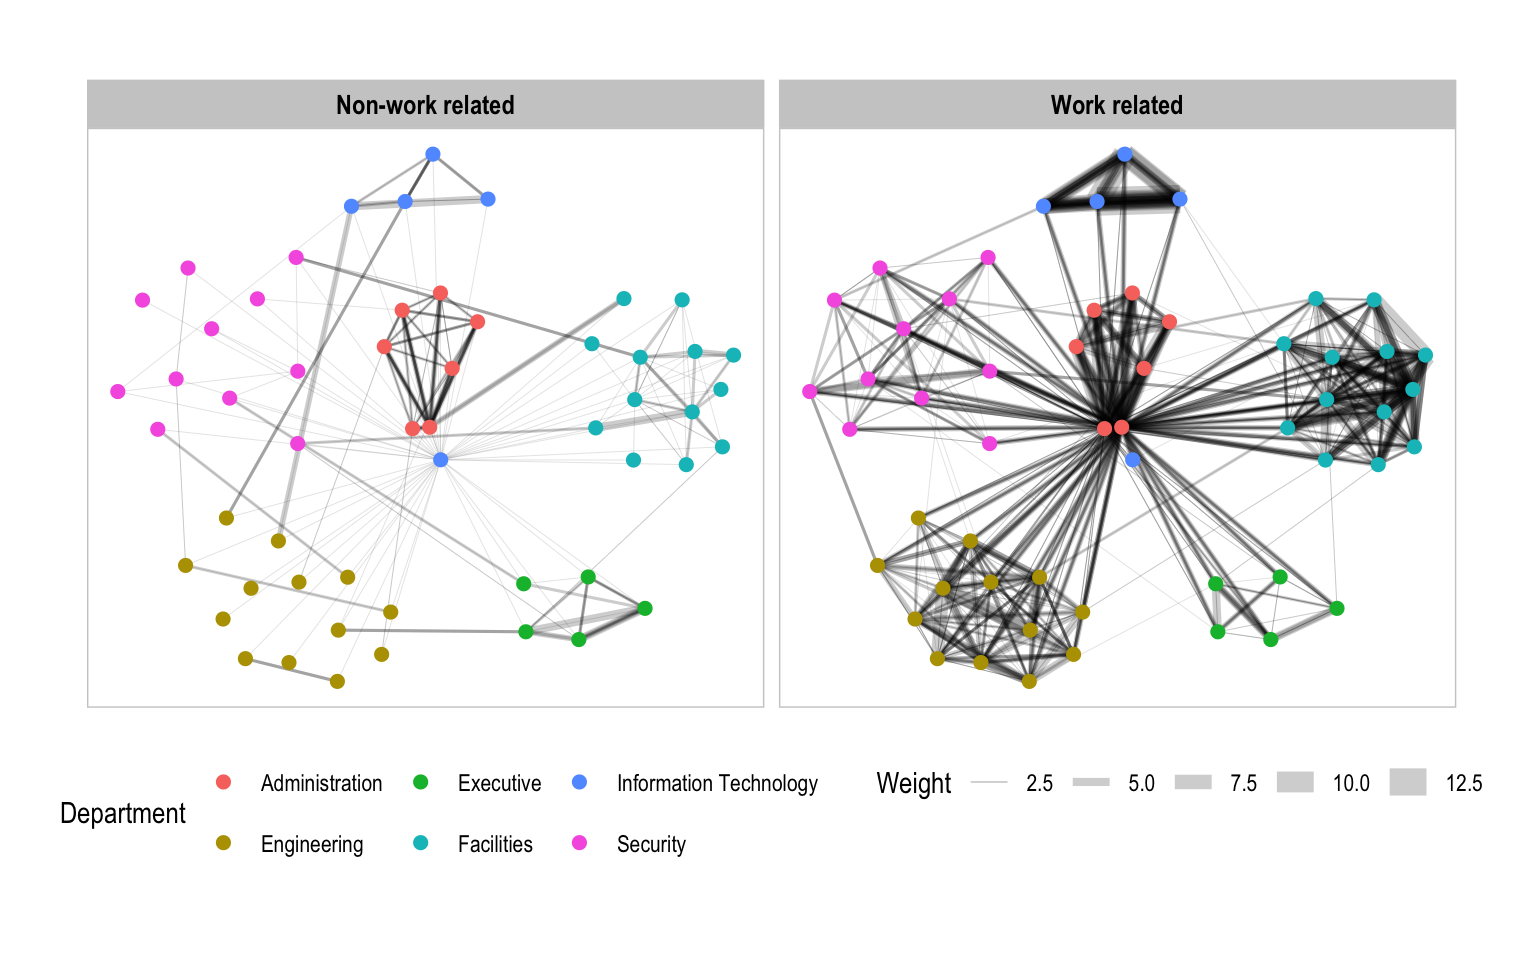 Non-work related
Work related
Department
Administration
Executive
Information Technology
Engineering
Facilities
Security
Weight
2.5
5.0
7.5
10.0
12.5